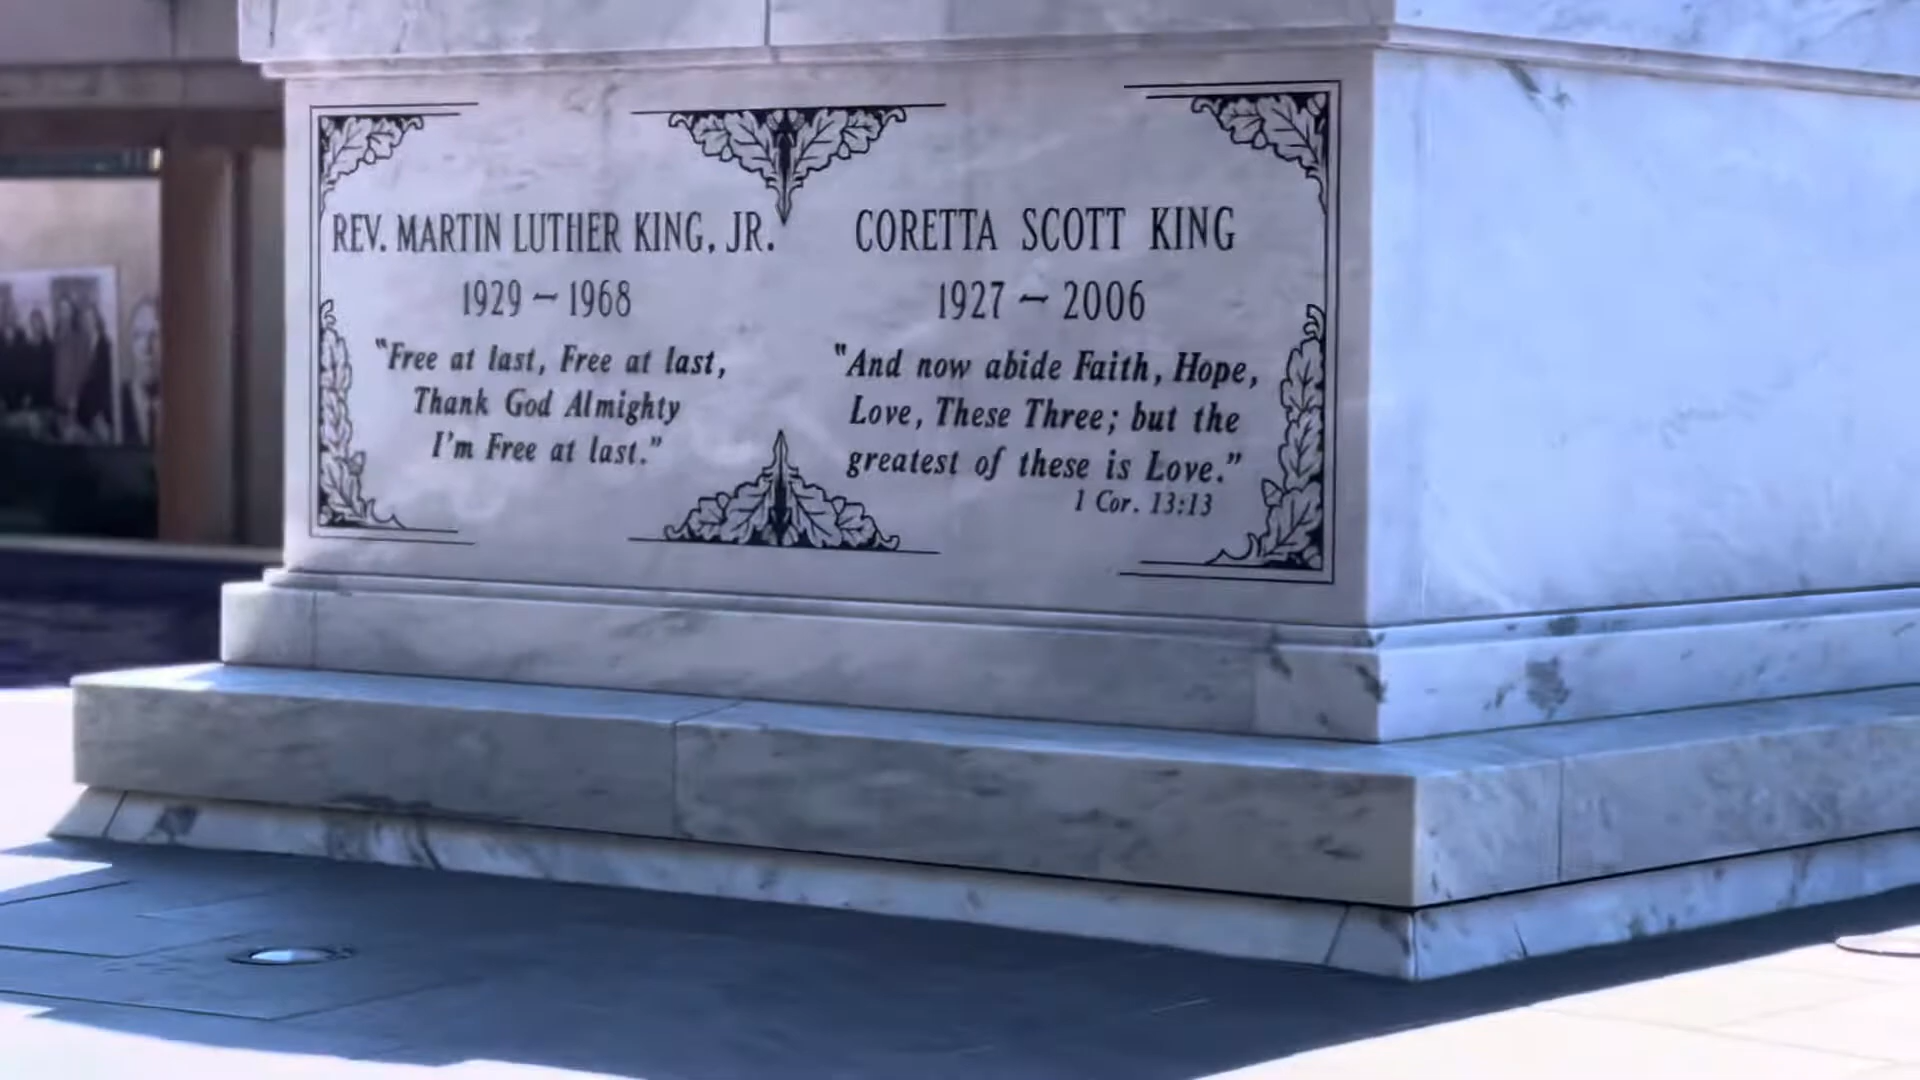 REV. MARTIN LUTHER KING, JR.
1929 ~ 1968
"Free at last, Free at last,
Thank God Almighty
I'm Free at last."
CORETTA SCOTT KING
1927 ~ 2006
"And now abide Faith, Hope,
Love, These Three; but the
greatest of these is Love."
1 Cor. 13:13